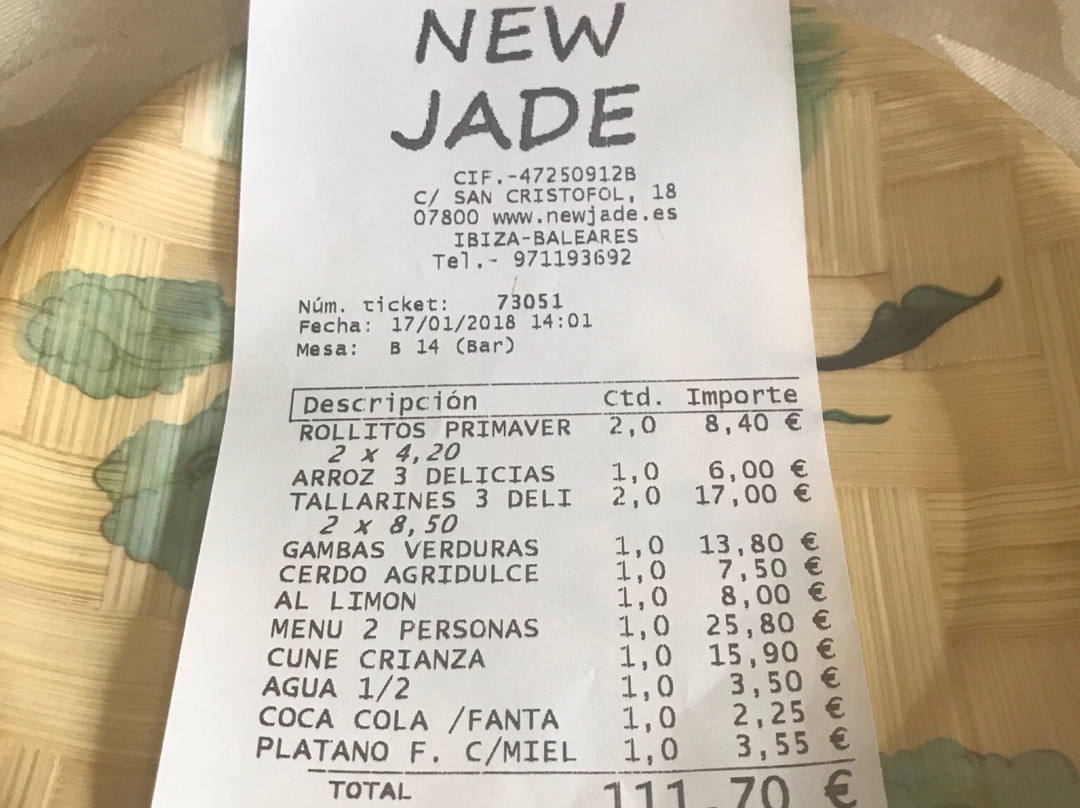 NEW
JADE
CIF.-47250912B
C/ SAN CRISTOFOL, 18
07800 www.newjade.es
IBIZA-BALEARES
Tel.- 971193692
Núm. ticket: 73051
Fecha: 17/01/2018 14:01
Mesa: B 14 (Bar)
Descripción Ctd. Importe
ROLLITOS PRIMAVER 2,0 8,40 €
2 x 4,20
ARROZ 3 DELICIAS 1,0 6,00 €
TALLARINES 3 DELI 2,0 17,00 €
2 x 8,50
GAMBAS VERDURAS 1,0 13,80 €
CERDO AGRIDULCE 1,0 7,50 €
AL LIMON 1,0 8,00 €
MENU 2 PERSONAS 1,0 25,80 €
CUNE CRIANZA 1,0 15,90 €
AGUA 1/2 1,0 3,50 €
COCA COLA /FANTA 1,0 2,25 €
PLATANO F. C/MIEL 1,0 3,55 €
TOTAL 111,70 €